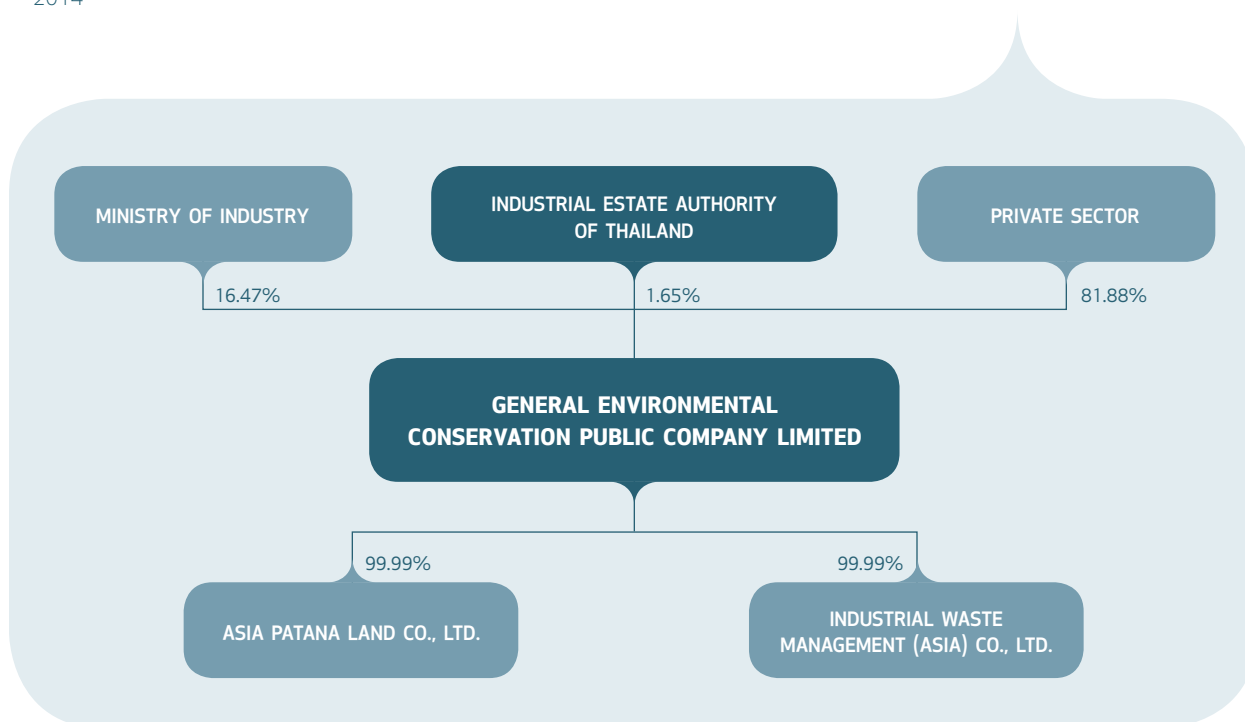 2014
MINISTRY OF INDUSTRY
INDUSTRIAL ESTATE AUTHORITY
OF THAILAND
PRIVATE SECTOR
16.47%
1.65%
81.88%
GENERAL ENVIRONMENTAL
CONSERVATION PUBLIC COMPANY LIMITED
99.99%
99.99%
ASIA PATANA LAND CO., LTD.
INDUSTRIAL WASTE
MANAGEMENT (ASIA) CO., LTD.